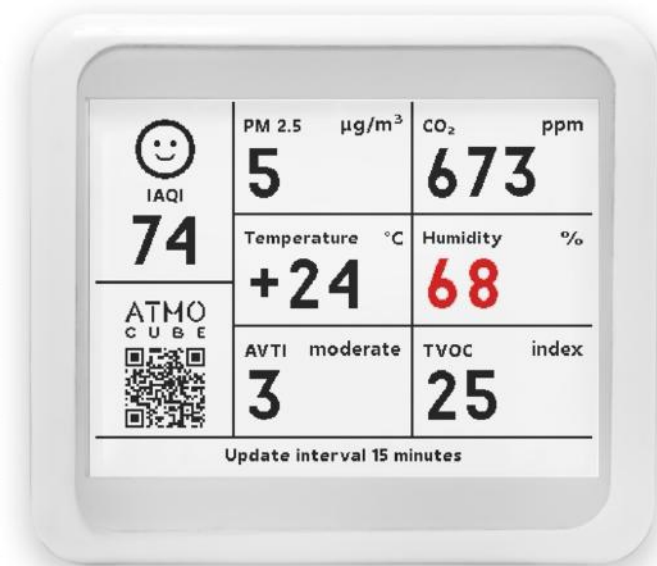 IAQI
74
ATMO
CUBE
PM 2.5 µg/m³
5
CO₂ ppm
673
Temperature °C
+24
Humidity %
68
AVTI moderate
3
TVOC index
25
Update interval 15 minutes